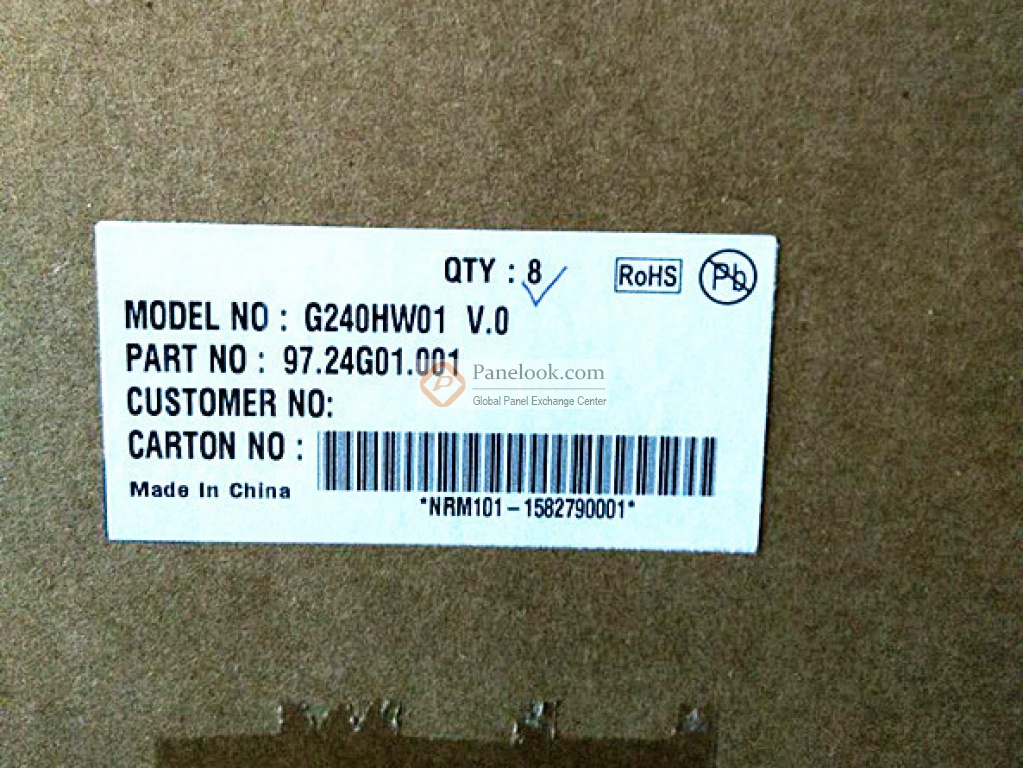 QTY : 8
RoHS
Pb
MODEL NO : G240HW01 V.0
PART NO : 97.24G01.001
Panelook.com
Global Panel Exchange Center
CUSTOMER NO:
CARTON NO :
Made In China
*NRM101-1582790001*